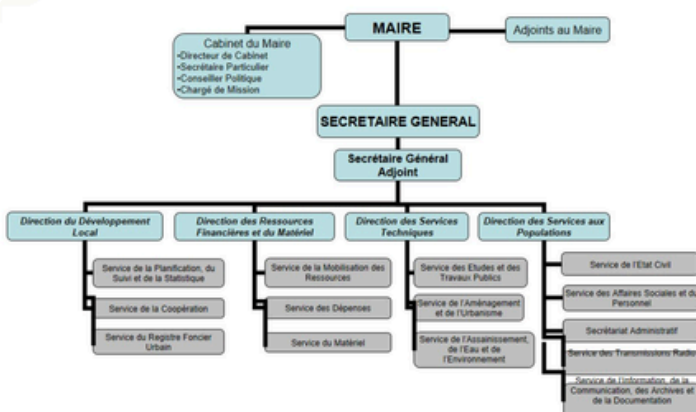 MAIRE
Adjoints au Maire
Cabinet du Maire
•Directeur de Cabinet
•Secrétaire Particulier
•Conseiller Politique
•Chargé de Mission
SECRETAIRE GENERAL
Secrétaire Général
Adjoint
Direction du Développement
Local
Direction des Ressources
Financières et du Matériel
Direction des Services
Techniques
Direction des Services aux
Populations
Service de la Planification, du
Suivi et de la Statistique
Service de la Coopération
Service du Registre Foncier
Urbain
Service de la Mobilisation des
Ressources
Service des Dépenses
Service du Matériel
Service des Etudes et des
Travaux Publics
Service de l'Aménagement
et de l'Urbanisme
Service de l'Assainissement,
de l'Eau et de
l'Environnement
Service de l'Etat Civil
Service des Affaires Sociales et du
Personnel
Secrétariat Administratif
Service des Transmissions Radio
Service de l'Information, de la
Communication, des Archives et
de la Documentation